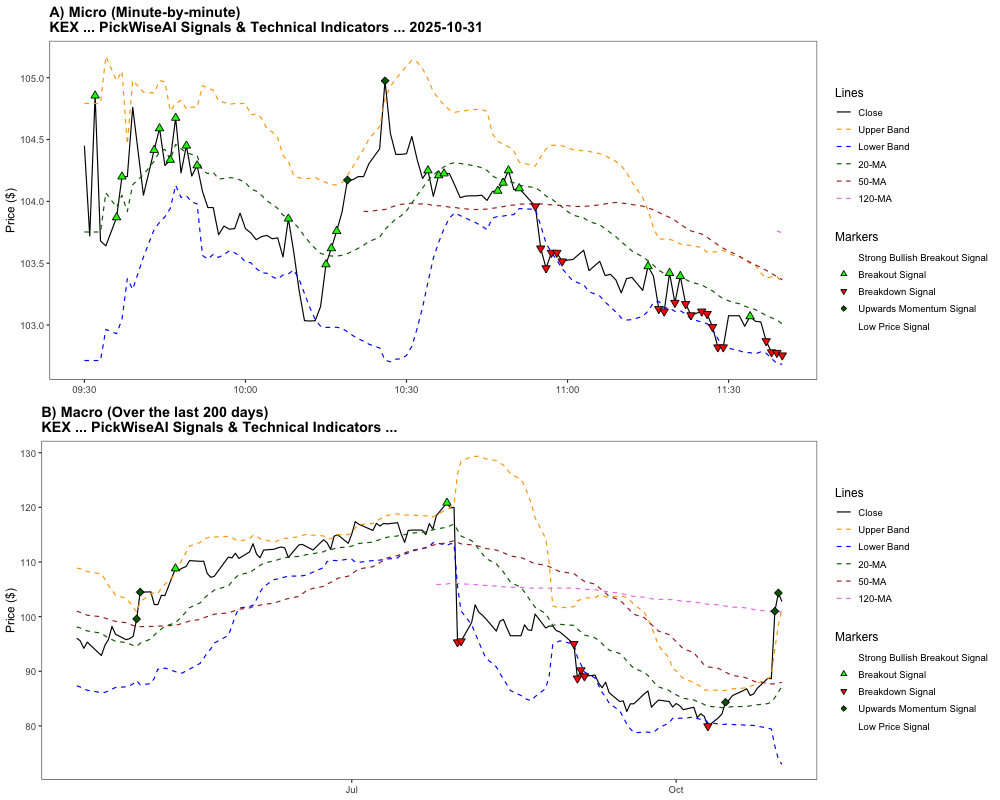 A) Micro (Minute-by-minute)
KEX ... PickWiseAI Signals & Technical Indicators ... 2025-10-31
Price ($)
105.0
104.5
104.0
103.5
103.0
09:30
10:00
10:30
11:00
11:30
Lines
Close
Upper Band
Lower Band
20-MA
50-MA
120-MA
Markers
Strong Bullish Breakout Signal
Breakout Signal
Breakdown Signal
Upwards Momentum Signal
Low Price Signal
B) Macro (Over the last 200 days)
KEX ... PickWiseAI Signals & Technical Indicators ...
Price ($)
130
120
110
100
90
80
Jul
Oct
Lines
Close
Upper Band
Lower Band
20-MA
50-MA
120-MA
Markers
Strong Bullish Breakout Signal
Breakout Signal
Breakdown Signal
Upwards Momentum Signal
Low Price Signal